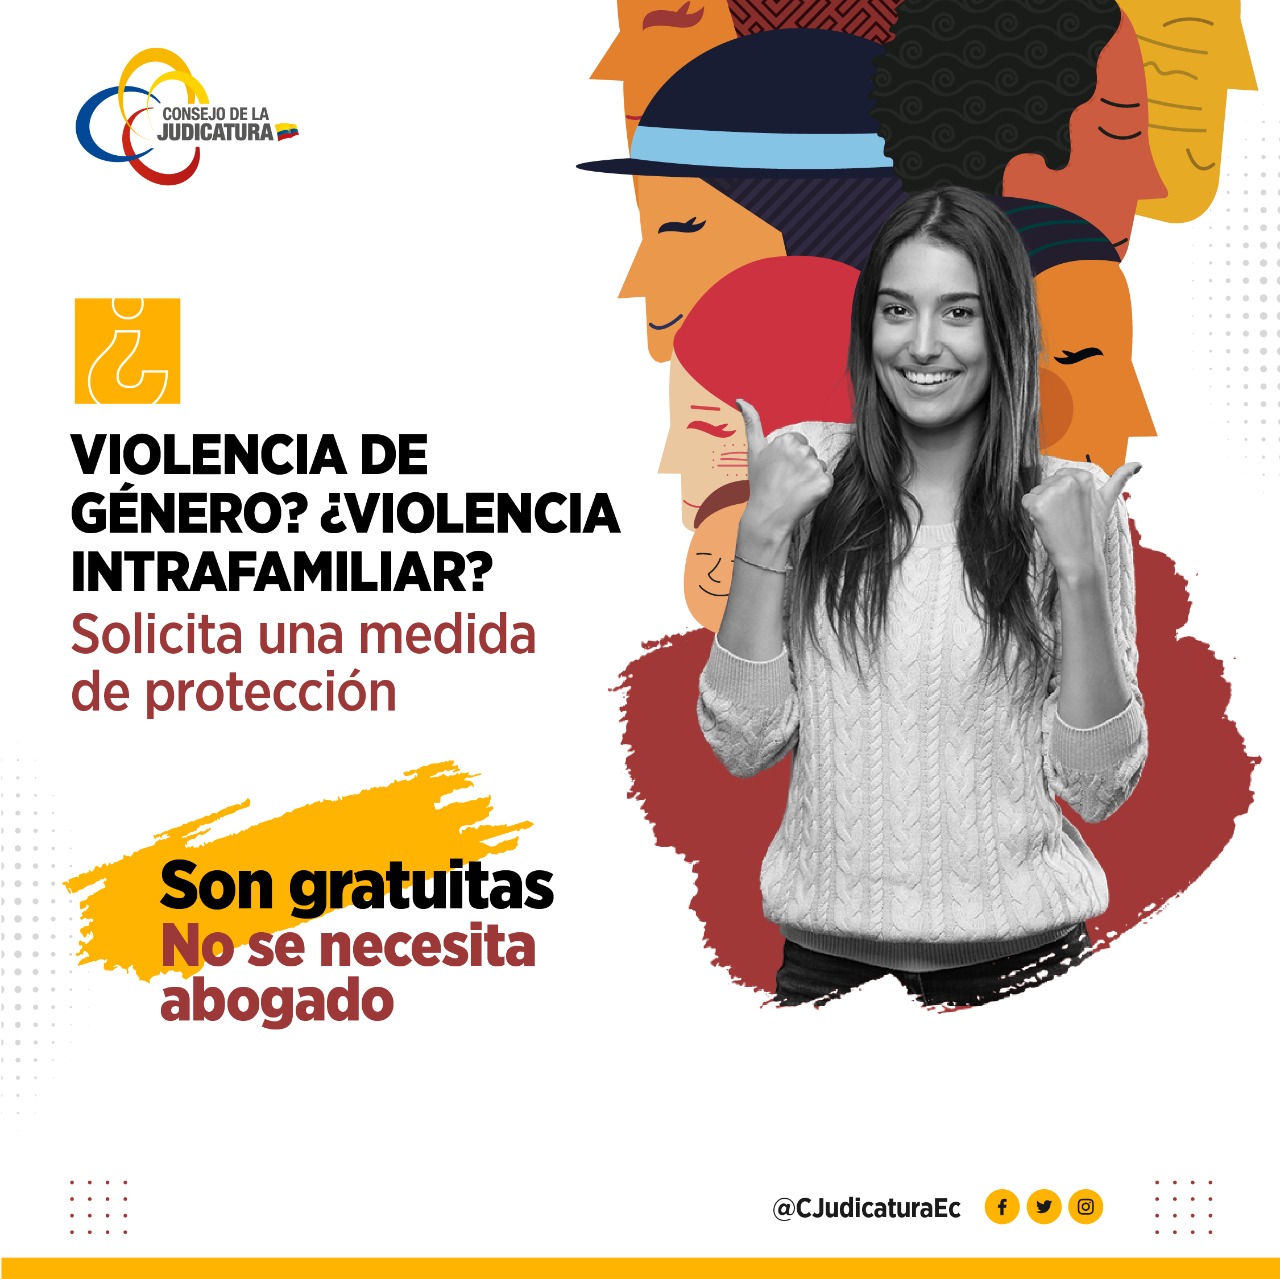 CONSEJO DE LA
JUDICATURA
¿
VIOLENCIA DE
GÉNERO? ¿VIOLENCIA
INTRAFAMILIAR?
Solicita una medida
de protección
Son gratuitas
No se necesita
abogado
@CJudicaturaEc